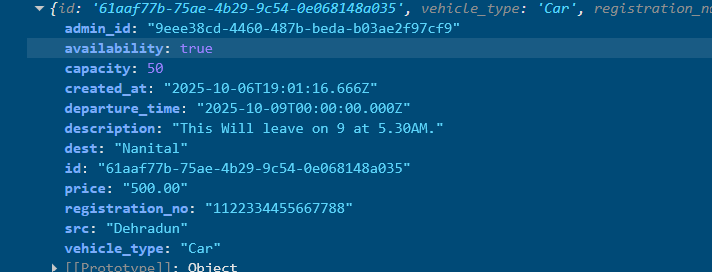 {id: '61aaf77b-75ae-4b29-9c54-0e068148a035', vehicle_type: 'Car', registration_no
admin_id: "9eee38cd-4460-487b-beda-b03ae2f97cf9"
availability: true
capacity: 50
created_at: "2025-10-06T19:01:16.666Z"
departure_time: "2025-10-09T00:00:00.000Z"
description: "This Will leave on 9 at 5.30AM."
dest: "Nanital"
id: "61aaf77b-75ae-4b29-9c54-0e068148a035"
price: "500.00"
registration_no: "1122334455667788"
src: "Dehradun"
vehicle_type: "Car"
[[Prototype]]: Object